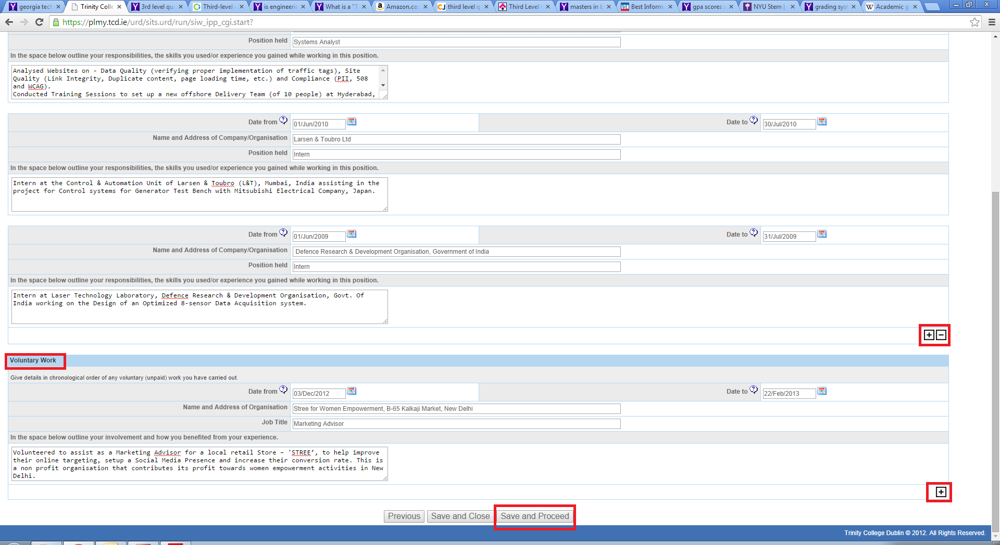 georgia tec
Trinity Colle
3rd level qu
Third-level
is engineeri
What is a "T
Amazon.co.
third level q
Third Level
masters in b
USN Best Inform
gpa scores
NYU Stern |
grading sys
W Academic g
https://plmy.tcd.ie/urd/sits.urd/run/siw_ipp_cgi.start?
Position held Systems Analyst
In the space below outline your responsibilities, the skills you used/or experience you gained while working in this position.
Analysed Websites on - Data Quality (verifying proper implementation of traffic tags), Site
Quality (Link Integrity, Duplicate content, page loading time, etc.) and Compliance (PII, 508
and WCAG).
Conducted Training Sessions to set up a new offshore Delivery Team (of 10 people) at Hyderabad,
Date from ? 01/Jun/2010 Date to ? 30/Jul/2010
Name and Address of Company/Organisation Larsen & Toubro Ltd
Position held Intern
In the space below outline your responsibilities, the skills you used/or experience you gained while working in this position.
Intern at the Control & Automation Unit of Larsen & Toubro (L&T), Mumbai, India assisting in the
project for Control systems for Generator Test Bench with Mitsubishi Electrical Company, Japan.
Date from ? 01/Jun/2009 Date to ? 31/Jul/2009
Name and Address of Company/Organisation Defence Research & Development Organisation, Government of India
Position held Intern
In the space below outline your responsibilities, the skills you used/or experience you gained while working in this position.
Intern at Laser Technology Laboratory, Defence Research & Development Organisation, Govt. Of
India working on the Design of an Optimized 8-sensor Data Acquisition system.
+ −
Voluntary Work
Give details in chronological order of any voluntary (unpaid) work you have carried out.
Date from ? 03/Dec/2012 Date to ? 22/Feb/2013
Name and Address of Organisation Stree for Women Empowerment, B-65 Kalkaji Market, New Delhi
Job Title Marketing Advisor
In the space below outline your involvement and how you benefited from your experience.
Volunteered to assist as a Marketing Advisor for a local retail Store – 'STREE’, to help improve
their online targeting, setup a Social Media Presence and increase their conversion rate. This is
a non profit organisation that contributes its profit towards women empowerment activities in New
Delhi.
+
Previous Save and Close Save and Proceed
Trinity College Dublin © 2012. All Rights Reserved.